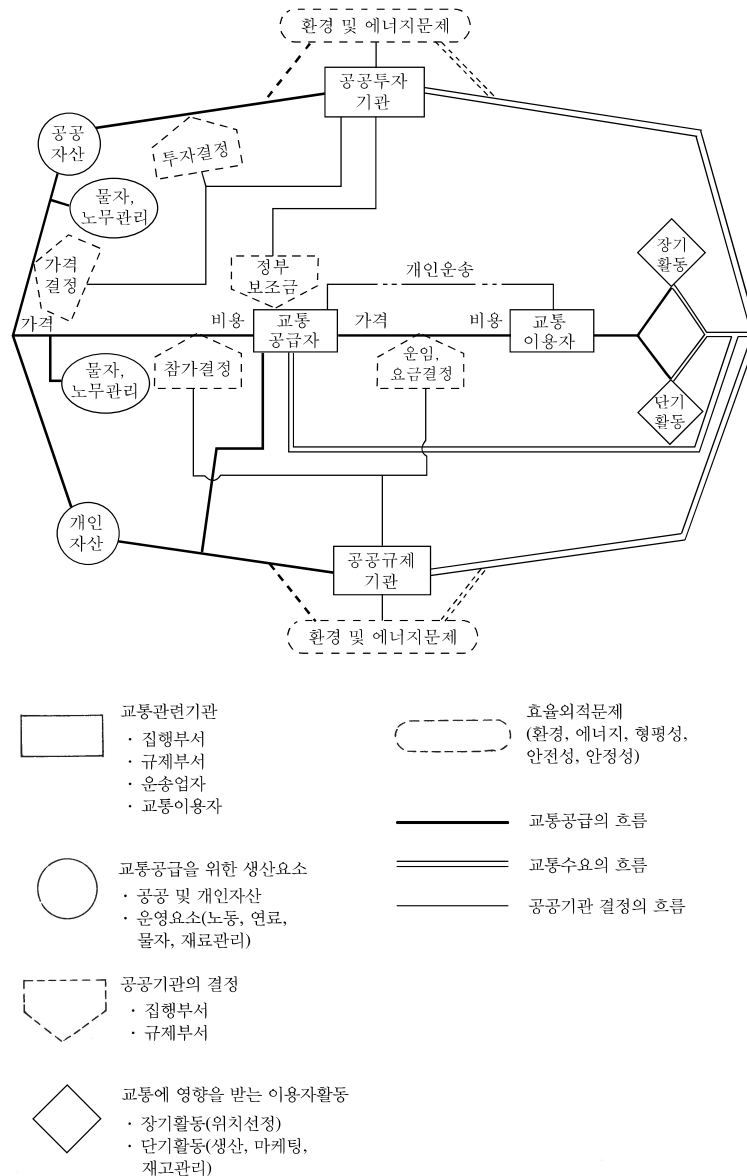 환경 및 에너지문제
공공투자
기관
공공
자산
투자결정
물자,
노무관리
가격
결정
정부
보조금
개인운송
장기
활동
가격
비용
교통
공급자
가격
비용
교통
이용자
물자,
노무관리
참가결정
운임,
요금결정
단기
활동
개인
자산
공공규제
기관
환경 및 에너지문제
교통관련기관
· 집행부서
· 규제부서
· 운송업자
· 교통이용자
효율외적문제
(환경, 에너지, 형평성,
안전성, 안정성)
교통공급의 흐름
교통수요의 흐름
공공기관 결정의 흐름
교통공급을 위한 생산요소
· 공공 및 개인자산
· 운영요소(노동, 연료,
물자, 재료관리)
공공기관의 결정
· 집행부서
· 규제부서
교통에 영향을 받는 이용자활동
· 장기활동(위치선정)
· 단기활동(생산, 마케팅,
재고관리)